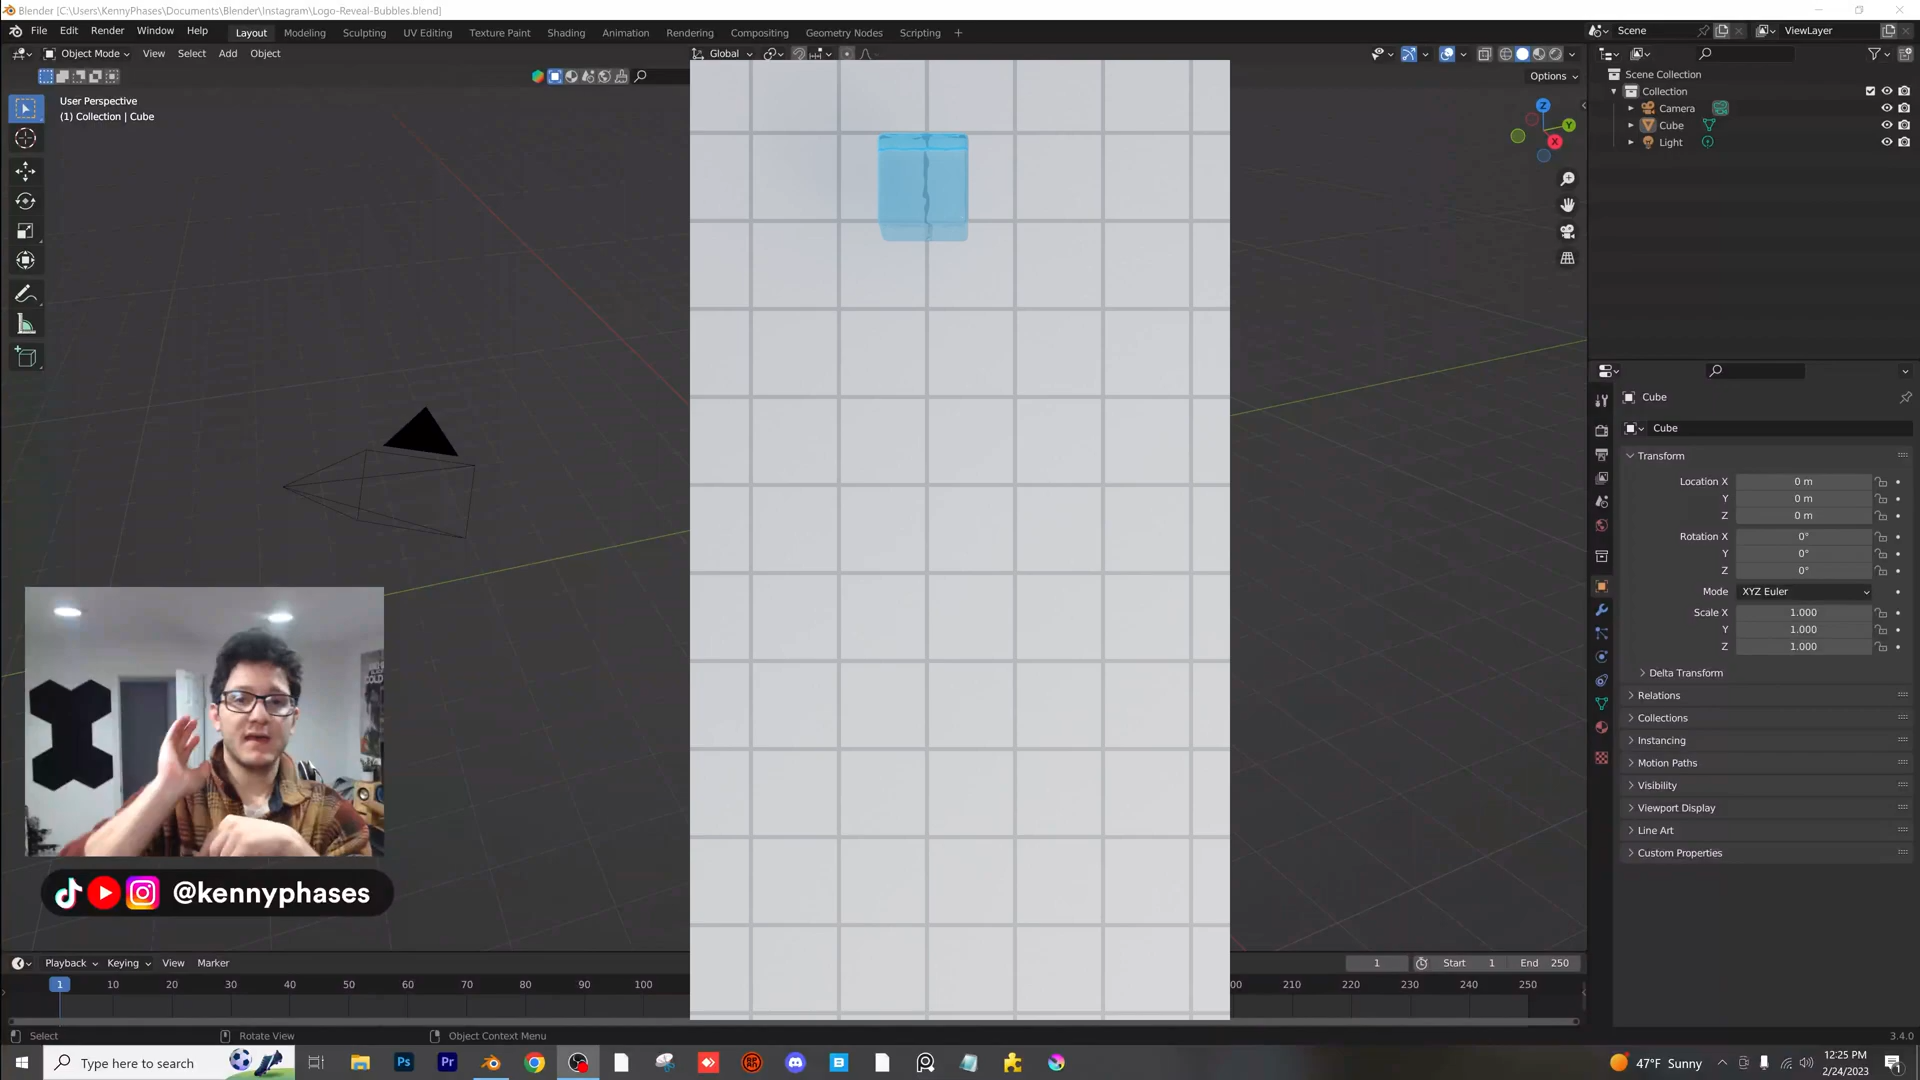 Blender [C:\Users\KennyPhases\Documents\Blender\Instagram\Logo-Reveal-Bubbles.blend]
File Edit Render Window Help Layout Modeling Sculpting UV Editing Texture Paint Shading Animation Rendering Compositing Geometry Nodes Scripting + Scene ViewLayer
Object Mode View Select Add Object Global
Options
User Perspective
(1) Collection | Cube
Z
Y
X
Scene Collection
Collection
Camera
Cube
Light
Cube
Cube
Transform
Location X 0 m
Y 0 m
Z 0 m
Rotation X 0°
Y 0°
Z 0°
Mode XYZ Euler
Scale X 1.000
Y 1.000
Z 1.000
Delta Transform
Relations
Collections
Instancing
Motion Paths
Visibility
Viewport Display
Line Art
Custom Properties
@kennyphases
Playback Keying View Marker 1 Start 1 End 250
1 10 20 30 40 50 60 70 80 90 100 00 210 220 230 240 250
Select Rotate View Object Context Menu 3.4.0
Type here to search Ps Pr B 47°F Sunny 12:25 PM
2/24/2023
1